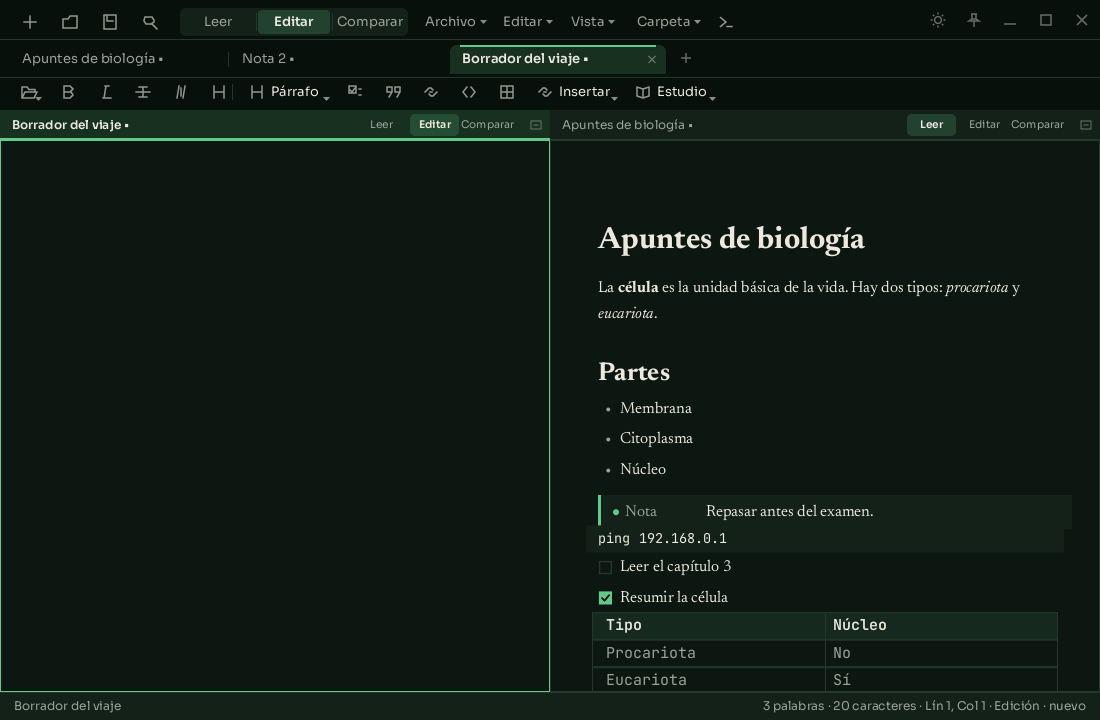 Leer Editar Comparar Archivo Editar Vista Carpeta
Apuntes de biología • Nota 2 • Borrador del viaje •
Párrafo Insertar Estudio
Borrador del viaje • Leer Editar Comparar
Apuntes de biología • Leer Editar Comparar
Apuntes de biología
La célula es la unidad básica de la vida. Hay dos tipos: procariota y
eucariota.
Partes
• Membrana
• Citoplasma
• Núcleo
• Nota Repasar antes del examen.
ping 192.168.0.1
Leer el capítulo 3
Resumir la célula
Tipo Núcleo
Procariota No
Eucariota Sí
Borrador del viaje 3 palabras · 20 caracteres · Lín 1, Col 1 · Edición · nuevo